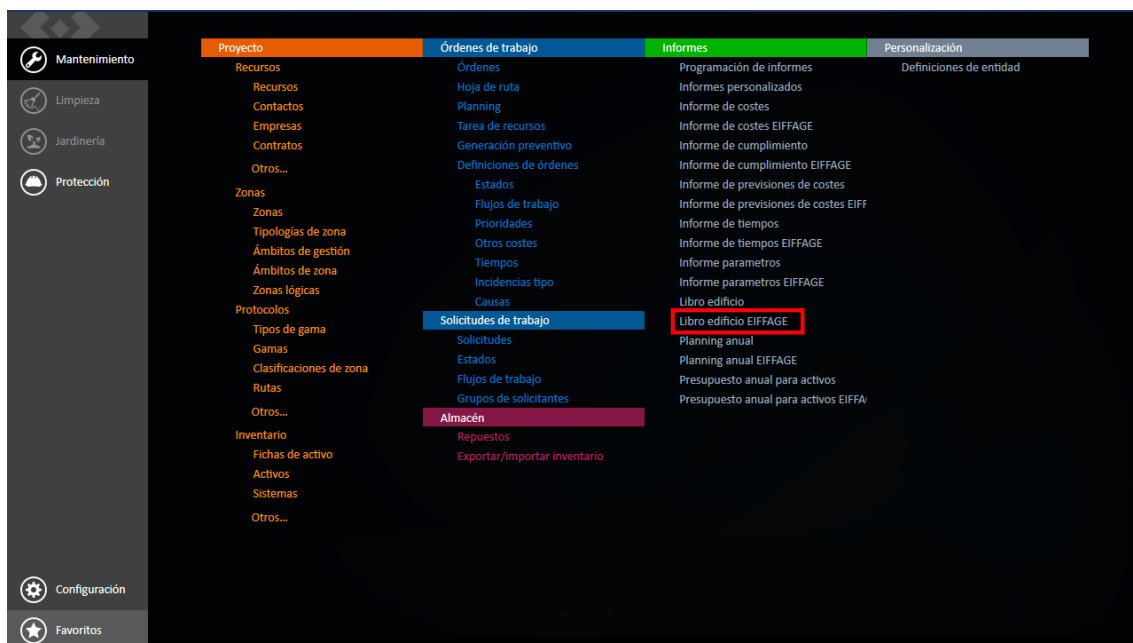 Mantenimiento
Limpieza
Jardinería
Protección
Configuración
Favoritos
Proyecto
Recursos
Recursos
Contactos
Empresas
Contratos
Otros...
Zonas
Zonas
Tipologías de zona
Ámbitos de gestión
Ámbitos de zona
Zonas lógicas
Protocolos
Tipos de gama
Gamas
Clasificaciones de zona
Rutas
Otros...
Inventario
Fichas de activo
Activos
Sistemas
Otros...
Órdenes de trabajo
Órdenes
Hoja de ruta
Planning
Tarea de recursos
Generación preventivo
Definiciones de órdenes
Estados
Flujos de trabajo
Prioridades
Otros costes
Tiempos
Incidencias tipo
Causas
Solicitudes de trabajo
Solicitudes
Estados
Flujos de trabajo
Grupos de solicitantes
Almacén
Repuestos
Exportar/importar inventario
Informes
Programación de informes
Informes personalizados
Informe de costes
Informe de costes EIFFAGE
Informe de cumplimiento
Informe de cumplimiento EIFFAGE
Informe de previsiones de costes
Informe de previsiones de costes EIFF
Informe de tiempos
Informe de tiempos EIFFAGE
Informe parametros
Informe parametros EIFFAGE
Libro edificio
Libro edificio EIFFAGE
Planning anual
Planning anual EIFFAGE
Presupuesto anual para activos
Presupuesto anual para activos EIFFA
Personalización
Definiciones de entidad